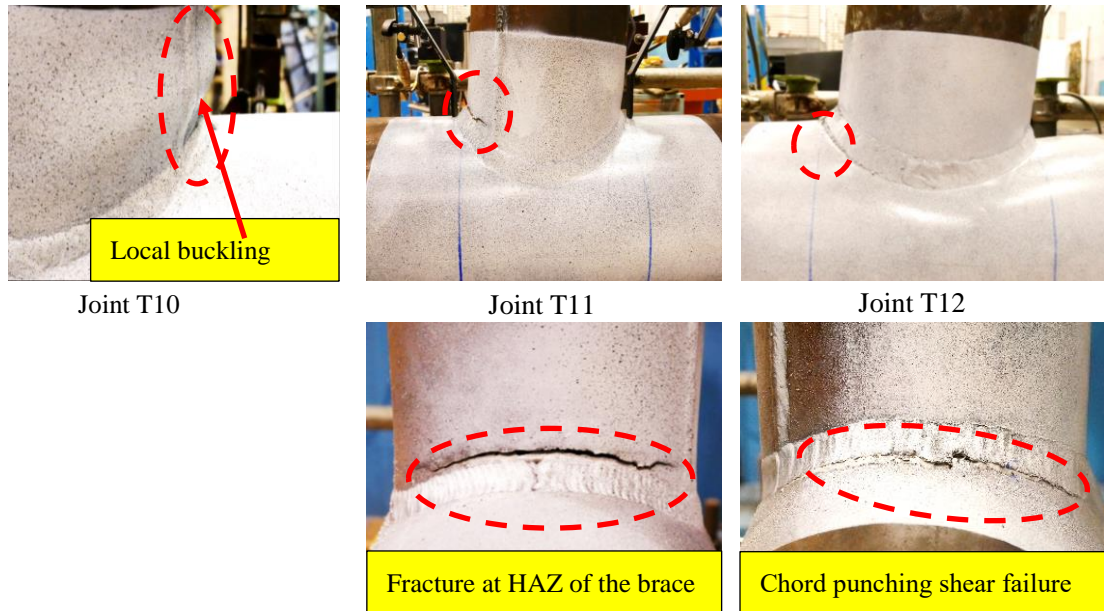 Local buckling
Joint T10
Joint T11
Joint T12
Fracture at HAZ of the brace
Chord punching shear failure